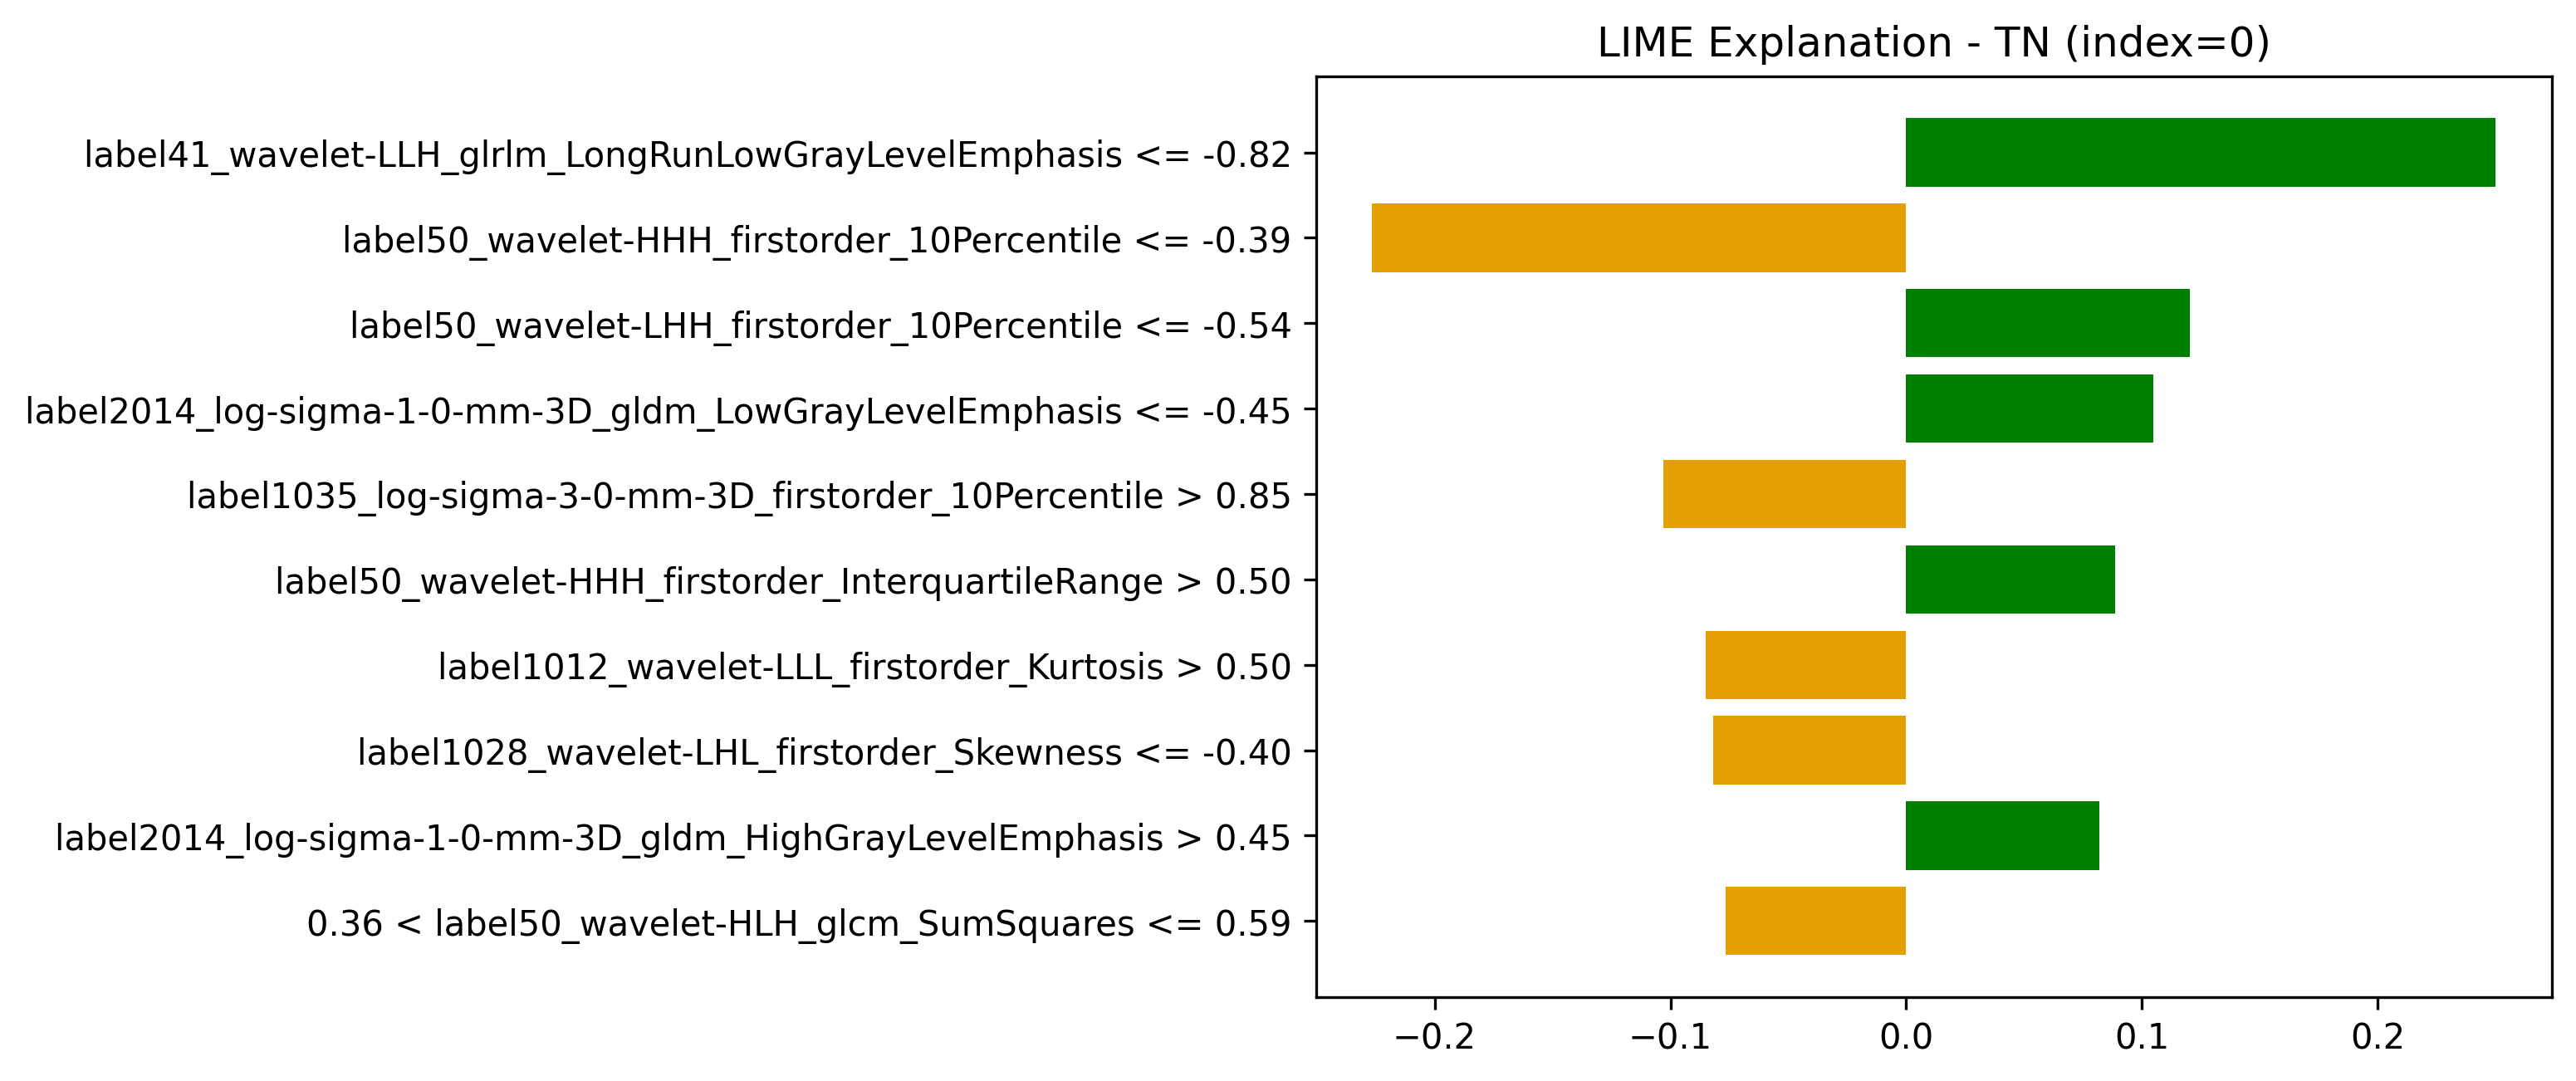 LIME Explanation - TN (index=0)
label41_wavelet-LLH_glrlm_LongRunLowGrayLevelEmphasis <= -0.82
label50_wavelet-HHH_firstorder_10Percentile <= -0.39
label50_wavelet-LHH_firstorder_10Percentile <= -0.54
label2014_log-sigma-1-0-mm-3D_gldm_LowGrayLevelEmphasis <= -0.45
label1035_log-sigma-3-0-mm-3D_firstorder_10Percentile > 0.85
label50_wavelet-HHH_firstorder_InterquartileRange > 0.50
label1012_wavelet-LLL_firstorder_Kurtosis > 0.50
label1028_wavelet-LHL_firstorder_Skewness <= -0.40
label2014_log-sigma-1-0-mm-3D_gldm_HighGrayLevelEmphasis > 0.45
0.36 < label50_wavelet-HLH_glcm_SumSquares <= 0.59
−0.2 −0.1 0.0 0.1 0.2